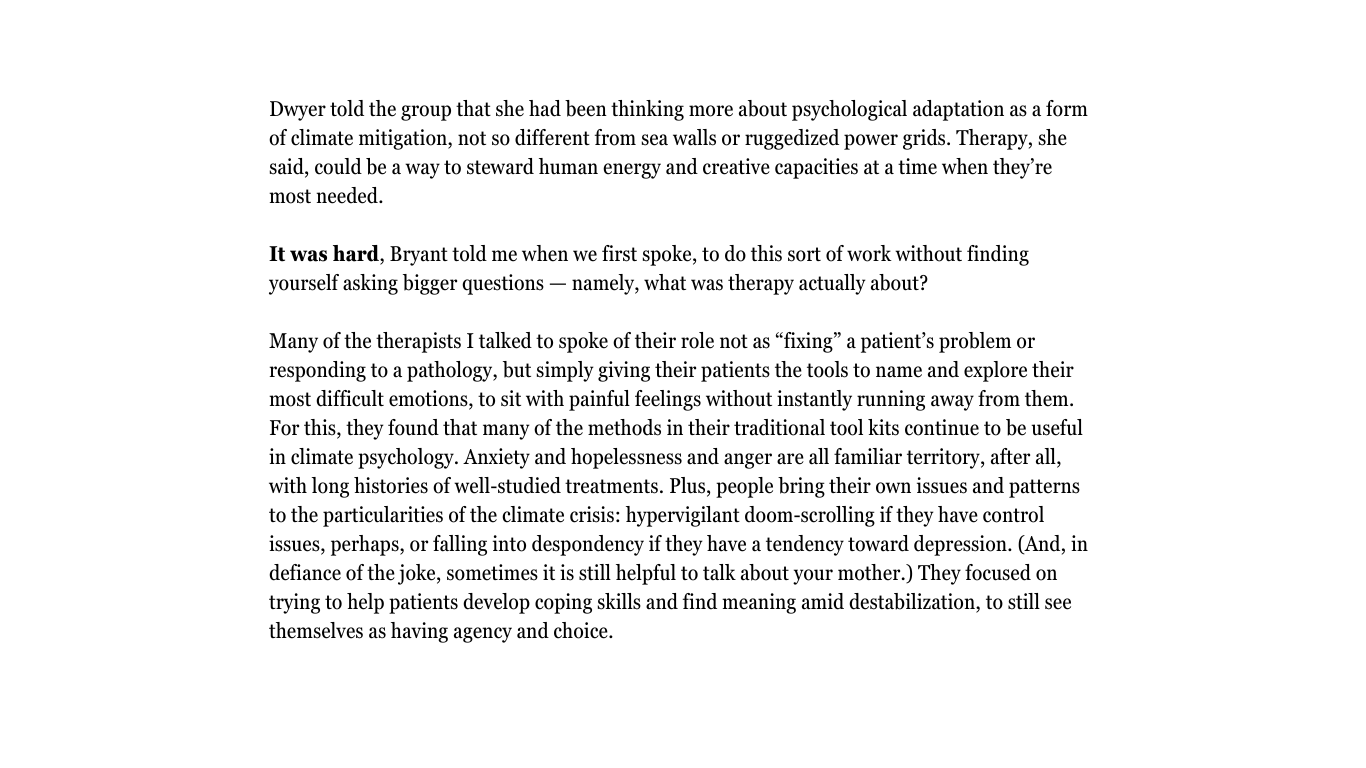 Dwyer told the group that she had been thinking more about psychological adaptation as a form
of climate mitigation, not so different from sea walls or ruggedized power grids. Therapy, she
said, could be a way to steward human energy and creative capacities at a time when they’re
most needed.
It was hard, Bryant told me when we first spoke, to do this sort of work without finding
yourself asking bigger questions — namely, what was therapy actually about?
Many of the therapists I talked to spoke of their role not as “fixing” a patient’s problem or
responding to a pathology, but simply giving their patients the tools to name and explore their
most difficult emotions, to sit with painful feelings without instantly running away from them.
For this, they found that many of the methods in their traditional tool kits continue to be useful
in climate psychology. Anxiety and hopelessness and anger are all familiar territory, after all,
with long histories of well-studied treatments. Plus, people bring their own issues and patterns
to the particularities of the climate crisis: hypervigilant doom-scrolling if they have control
issues, perhaps, or falling into despondency if they have a tendency toward depression. (And, in
defiance of the joke, sometimes it is still helpful to talk about your mother.) They focused on
trying to help patients develop coping skills and find meaning amid destabilization, to still see
themselves as having agency and choice.